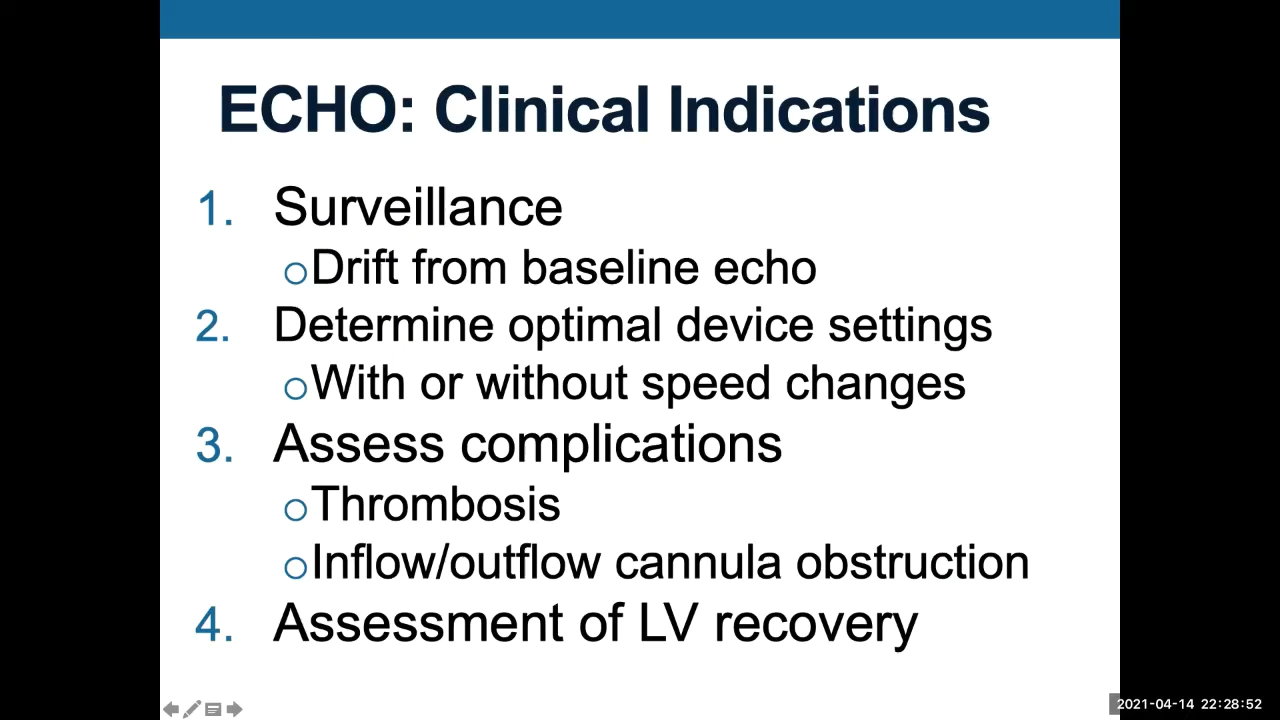 ECHO: Clinical Indications
1. Surveillance
○Drift from baseline echo
2. Determine optimal device settings
○With or without speed changes
3. Assess complications
○Thrombosis
○Inflow/outflow cannula obstruction
4. Assessment of LV recovery
2021-04-14 22:28:52